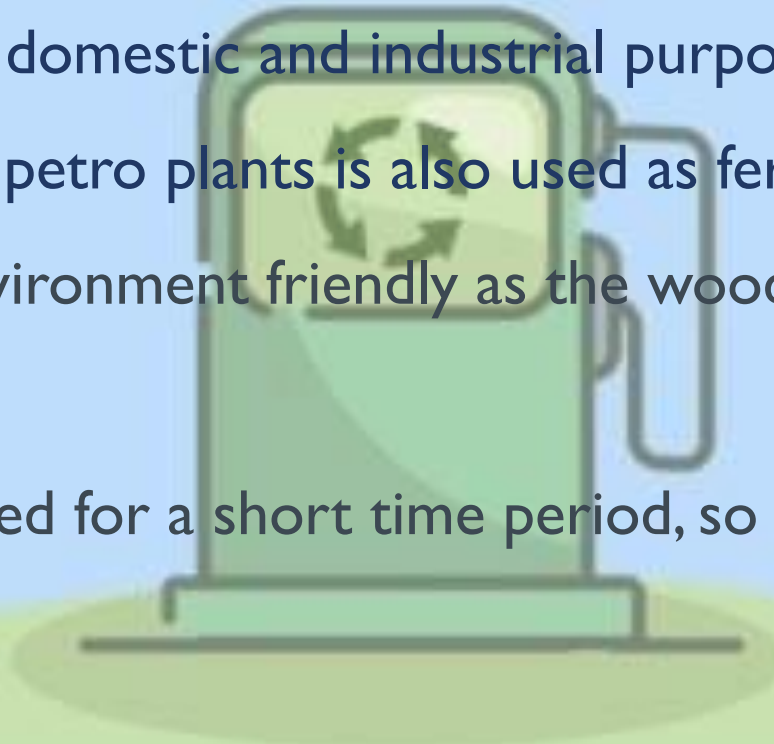 domestic and industrial purpo
petro plants is also used as fer
vironment friendly as the wood
ed for a short time period, so